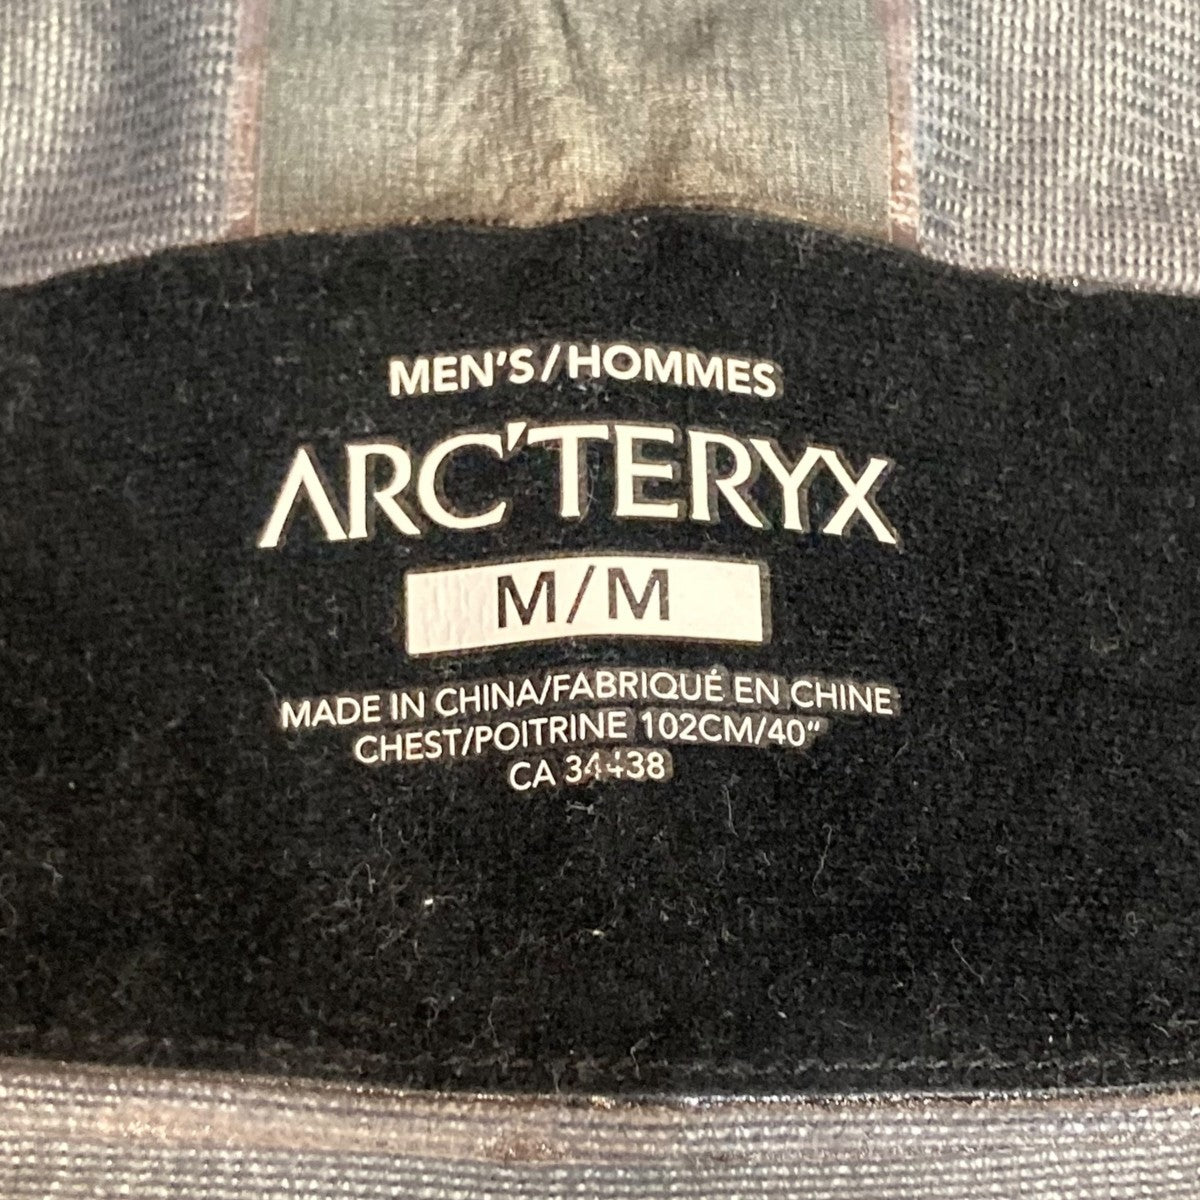 MEN'S/HOMMES
ARC'TERYX
M/M
MADE IN CHINA/FABRIQUÉ EN CHINE
CHEST/POITRINE 102CM/40"
CA 34438